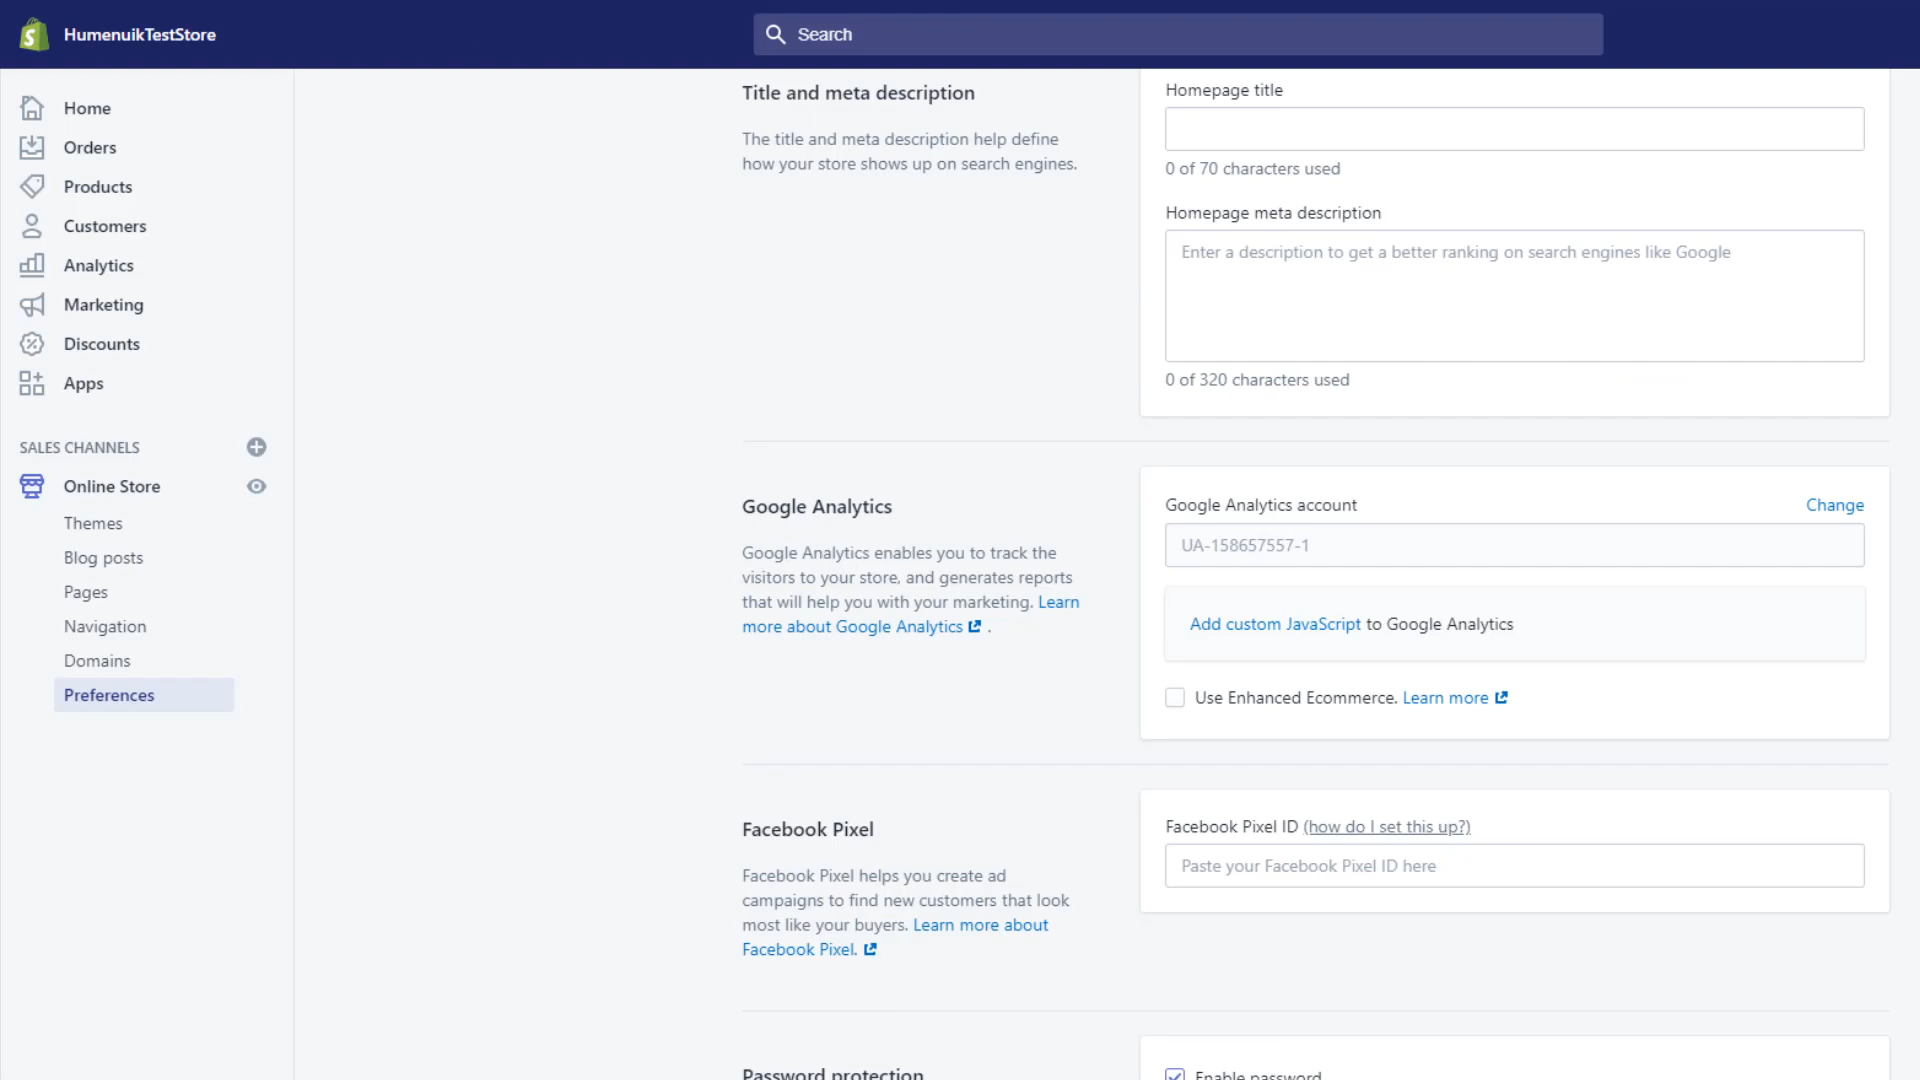 HumenuikTestStore
Search
Home
Orders
Products
Customers
Analytics
Marketing
Discounts
Apps
SALES CHANNELS
Online Store
Themes
Blog posts
Pages
Navigation
Domains
Preferences
Title and meta description
The title and meta description help define
how your store shows up on search engines.
Homepage title
0 of 70 characters used
Homepage meta description
Enter a description to get a better ranking on search engines like Google
0 of 320 characters used
Google Analytics
Google Analytics enables you to track the
visitors to your store, and generates reports
that will help you with your marketing. Learn
more about Google Analytics .
Google Analytics account
Change
UA-158657557-1
Add custom JavaScript to Google Analytics
Use Enhanced Ecommerce. Learn more
Facebook Pixel
Facebook Pixel helps you create ad
campaigns to find new customers that look
most like your buyers. Learn more about
Facebook Pixel.
Facebook Pixel ID (how do I set this up?)
Paste your Facebook Pixel ID here
Password protection
Enable password